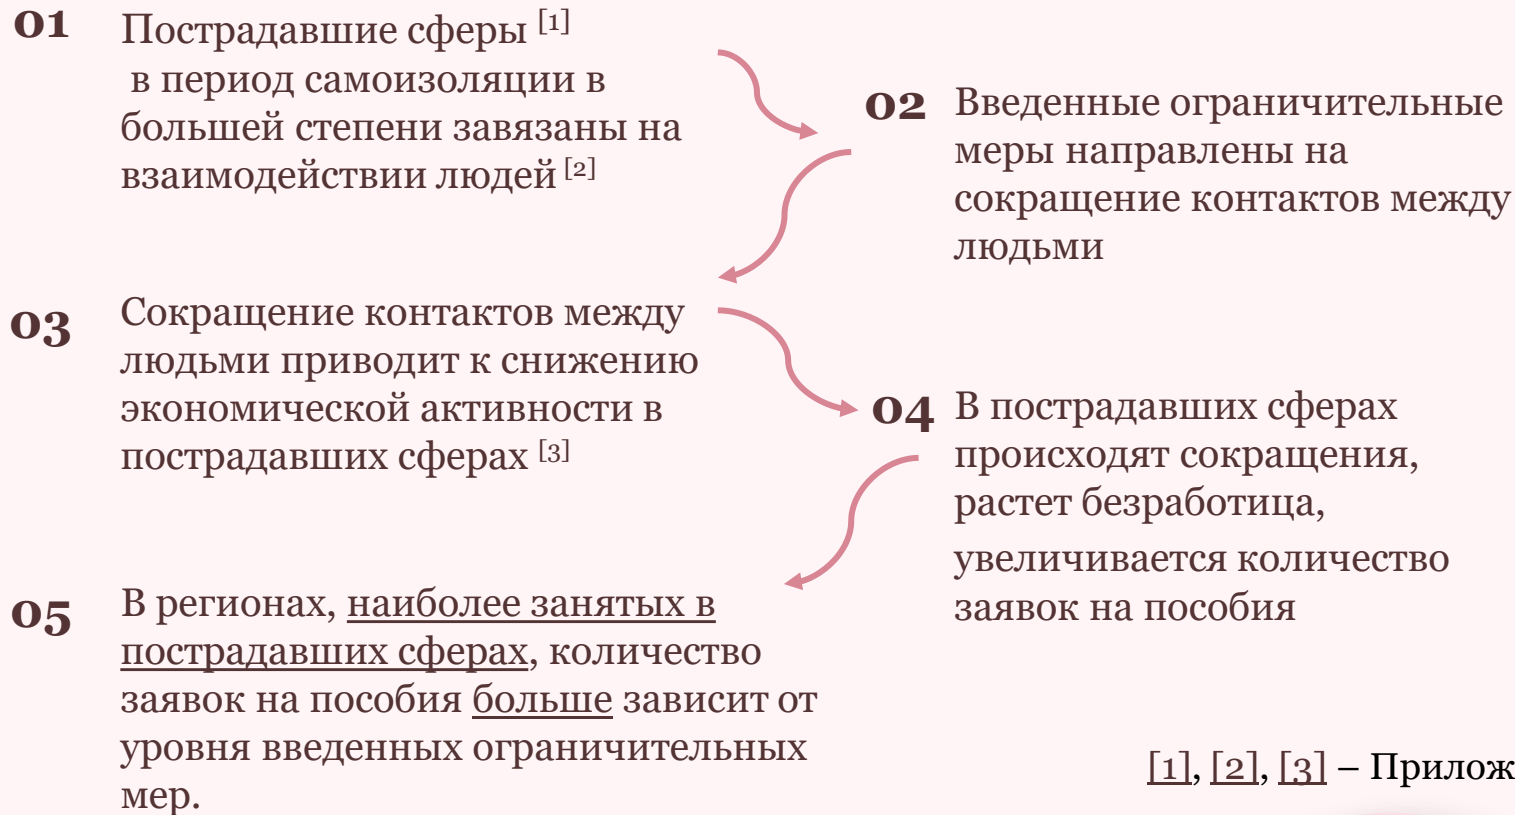 01
Пострадавшие сферы [1]
в период самоизоляции в
большей степени завязаны на
взаимодействии людей [2]
02
Введенные ограничительные
меры направлены на
сокращение контактов между
людьми
03
Сокращение контактов между
людьми приводит к снижению
экономической активности в
пострадавших сферах [3]
04
В пострадавших сферах
происходят сокращения,
растет безработица,
увеличивается количество
заявок на пособия
05
В регионах, наиболее занятых в
пострадавших сферах, количество
заявок на пособия больше зависит от
уровня введенных ограничительных
мер.
[1], [2], [3] – Прилож